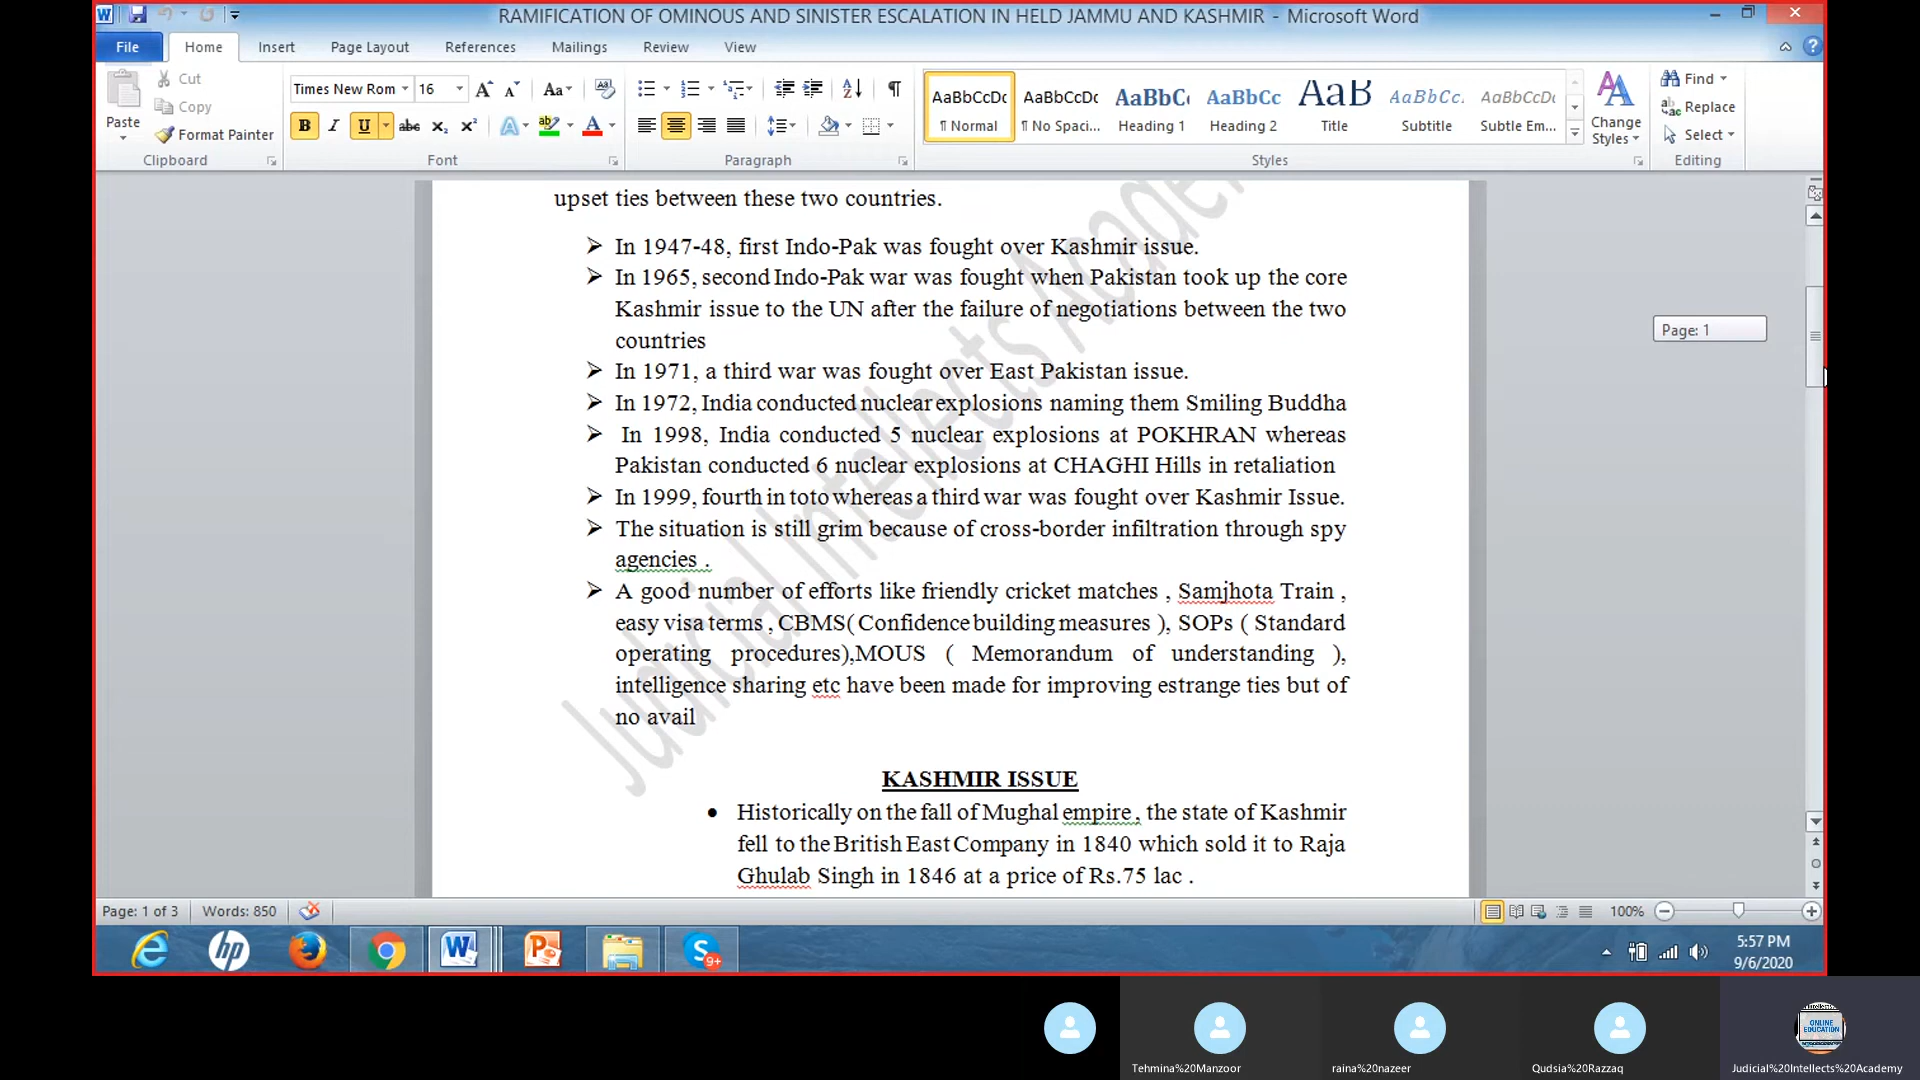 RAMIFICATION OF OMINOUS AND SINISTER ESCALATION IN HELD JAMMU AND KASHMIR - Microsoft Word
File Home Insert Page Layout References Mailings Review View
Cut
Copy
Format Painter
Paste
Clipboard
Times New Rom 16
Font
Paragraph
AaBbCcDc AaBbCcDc AaBbC AaBbCc AaB AaBbCc. AaBbCcDc
¶ Normal ¶ No Spaci... Heading 1 Heading 2 Title Subtitle Subtle Em...
Change
Styles
Styles
Find
Replace
Select
Editing
upset ties between these two countries.
➢ In 1947-48, first Indo-Pak was fought over Kashmir issue.
➢ In 1965, second Indo-Pak war was fought when Pakistan took up the core
Kashmir issue to the UN after the failure of negotiations between the two
countries
➢ In 1971, a third war was fought over East Pakistan issue.
➢ In 1972, India conducted nuclear explosions naming them Smiling Buddha
➢ In 1998, India conducted 5 nuclear explosions at POKHRAN whereas
Pakistan conducted 6 nuclear explosions at CHAGHI Hills in retaliation
➢ In 1999, fourth in toto whereas a third war was fought over Kashmir Issue.
➢ The situation is still grim because of cross-border infiltration through spy
agencies .
➢ A good number of efforts like friendly cricket matches , Samjhota Train ,
easy visa terms , CBMS( Confidence building measures ), SOPs ( Standard
operating procedures),MOUS ( Memorandum of understanding ),
intelligence sharing etc have been made for improving estrange ties but of
no avail
KASHMIR ISSUE
• Historically on the fall of Mughal empire , the state of Kashmir
fell to the British East Company in 1840 which sold it to Raja
Ghulab Singh in 1846 at a price of Rs.75 lac .
Judicial Intellects Academ
Page: 1
Page: 1 of 3 Words: 850 100%
9+
5:57 PM
9/6/2020
ONLINE
EDUCATION
Tehmina%20Manzoor raina%20nazeer Qudsia%20Razzaq Judicial%20Intellects%20Academy